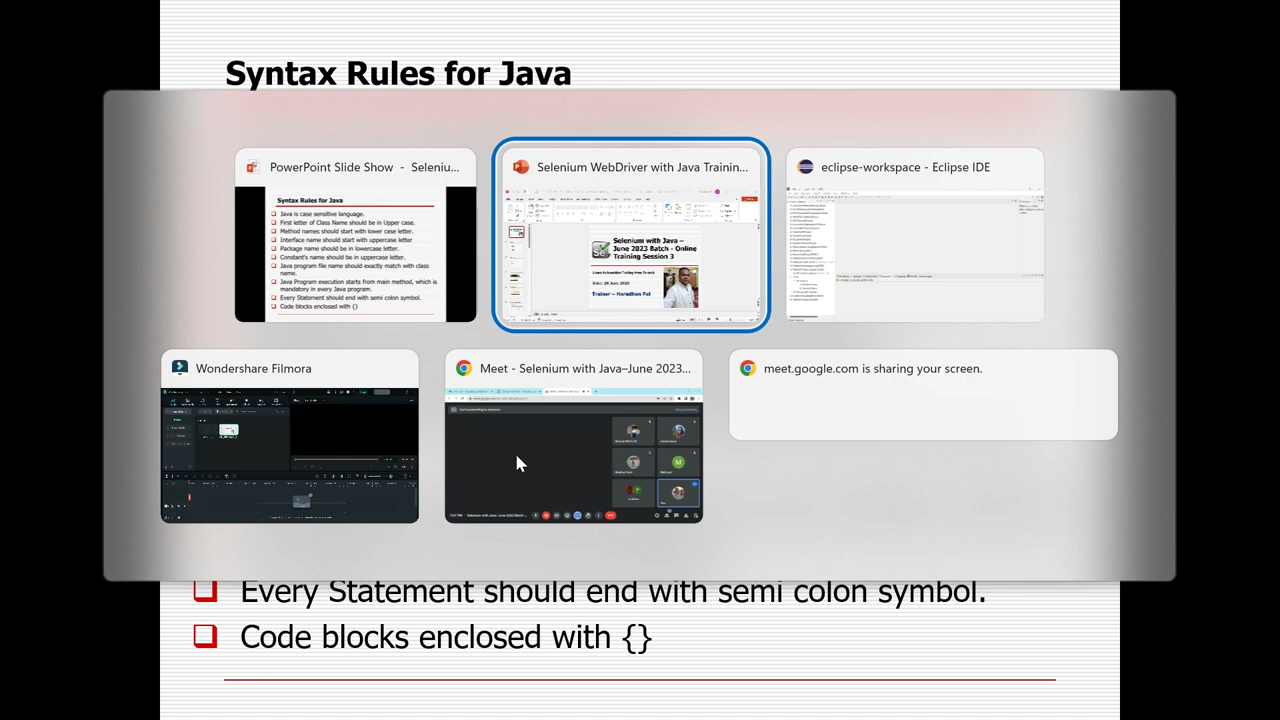 Syntax Rules for Java
PowerPoint Slide Show - Seleniu...
Selenium WebDriver with Java Trainin...
eclipse-workspace - Eclipse IDE
Syntax Rules for Java
Java is case sensitive language.
First letter of Class Name should be in Upper case.
Method names should start with lower case letter.
Interface name should start with uppercase letter
Package name should be in lowercase letter.
Constant's name should be in uppercase letter.
Java program file name should exactly match with class
name.
Java Program execution starts from main method, which is
mandatory in every Java program.
Every Statement should end with semi colon symbol.
Code blocks enclosed with {}
Selenium with Java –
June 2023 Batch - Online
Training Session 3
Wondershare Filmora
Meet - Selenium with Java–June 2023...
meet.google.com is sharing your screen.
Every Statement should end with semi colon symbol.
Code blocks enclosed with {}